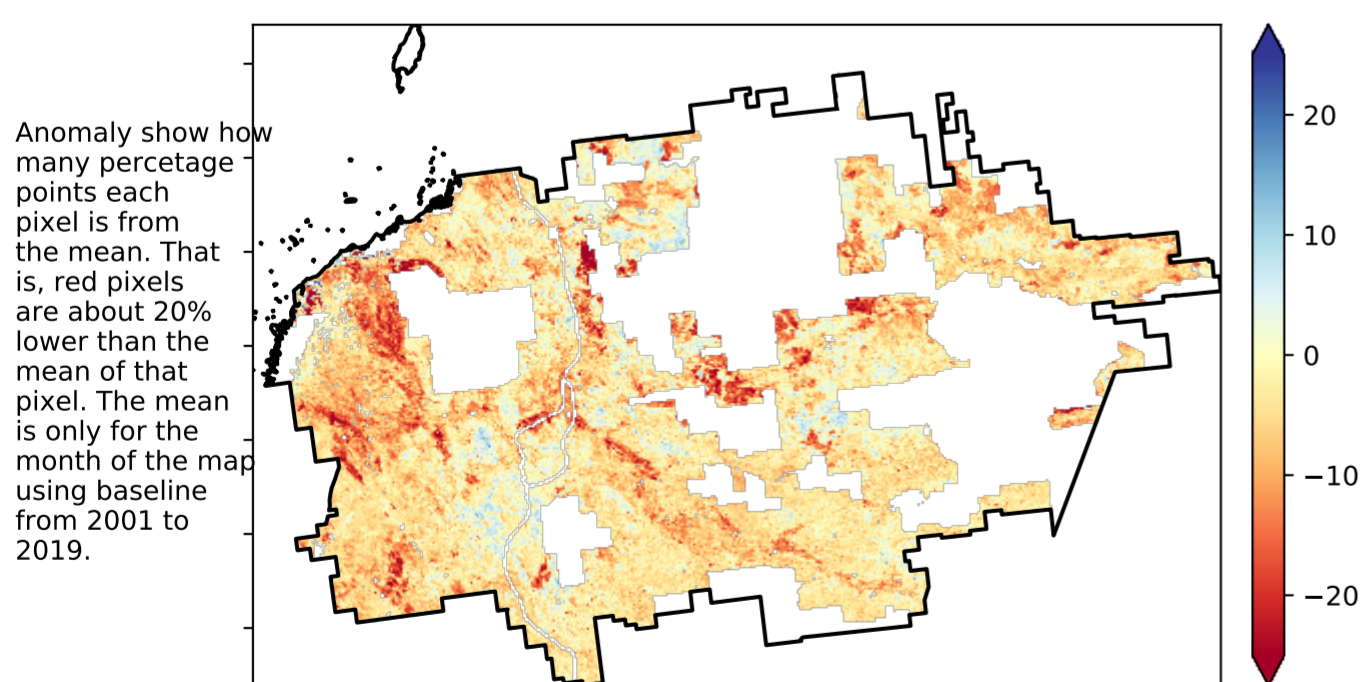 Anomaly show how
many percetage
points each
pixel is from
the mean. That
is, red pixels
are about 20%
lower than the
mean of that
pixel. The mean
is only for the
month of the map
using baseline
from 2001 to
2019.
20
10
0
−10
−20